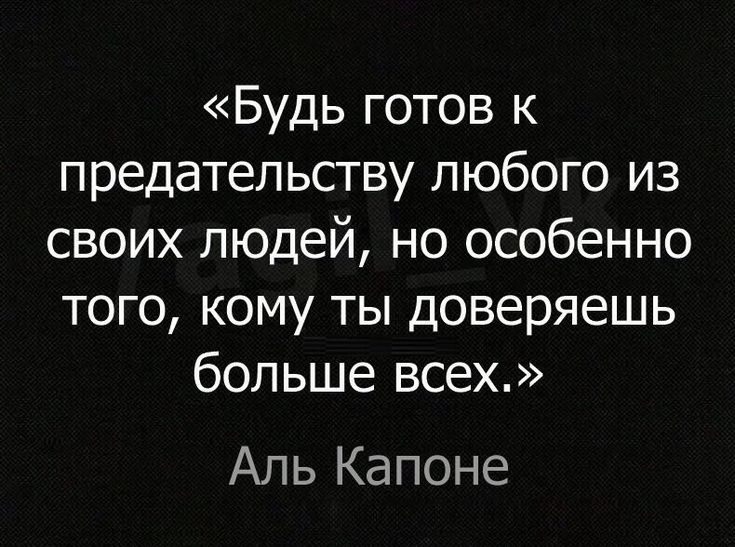 «Будь готов к
предательству любого из
своих людей, но особенно
того, кому ты доверяешь
больше всех.»
Аль Капоне